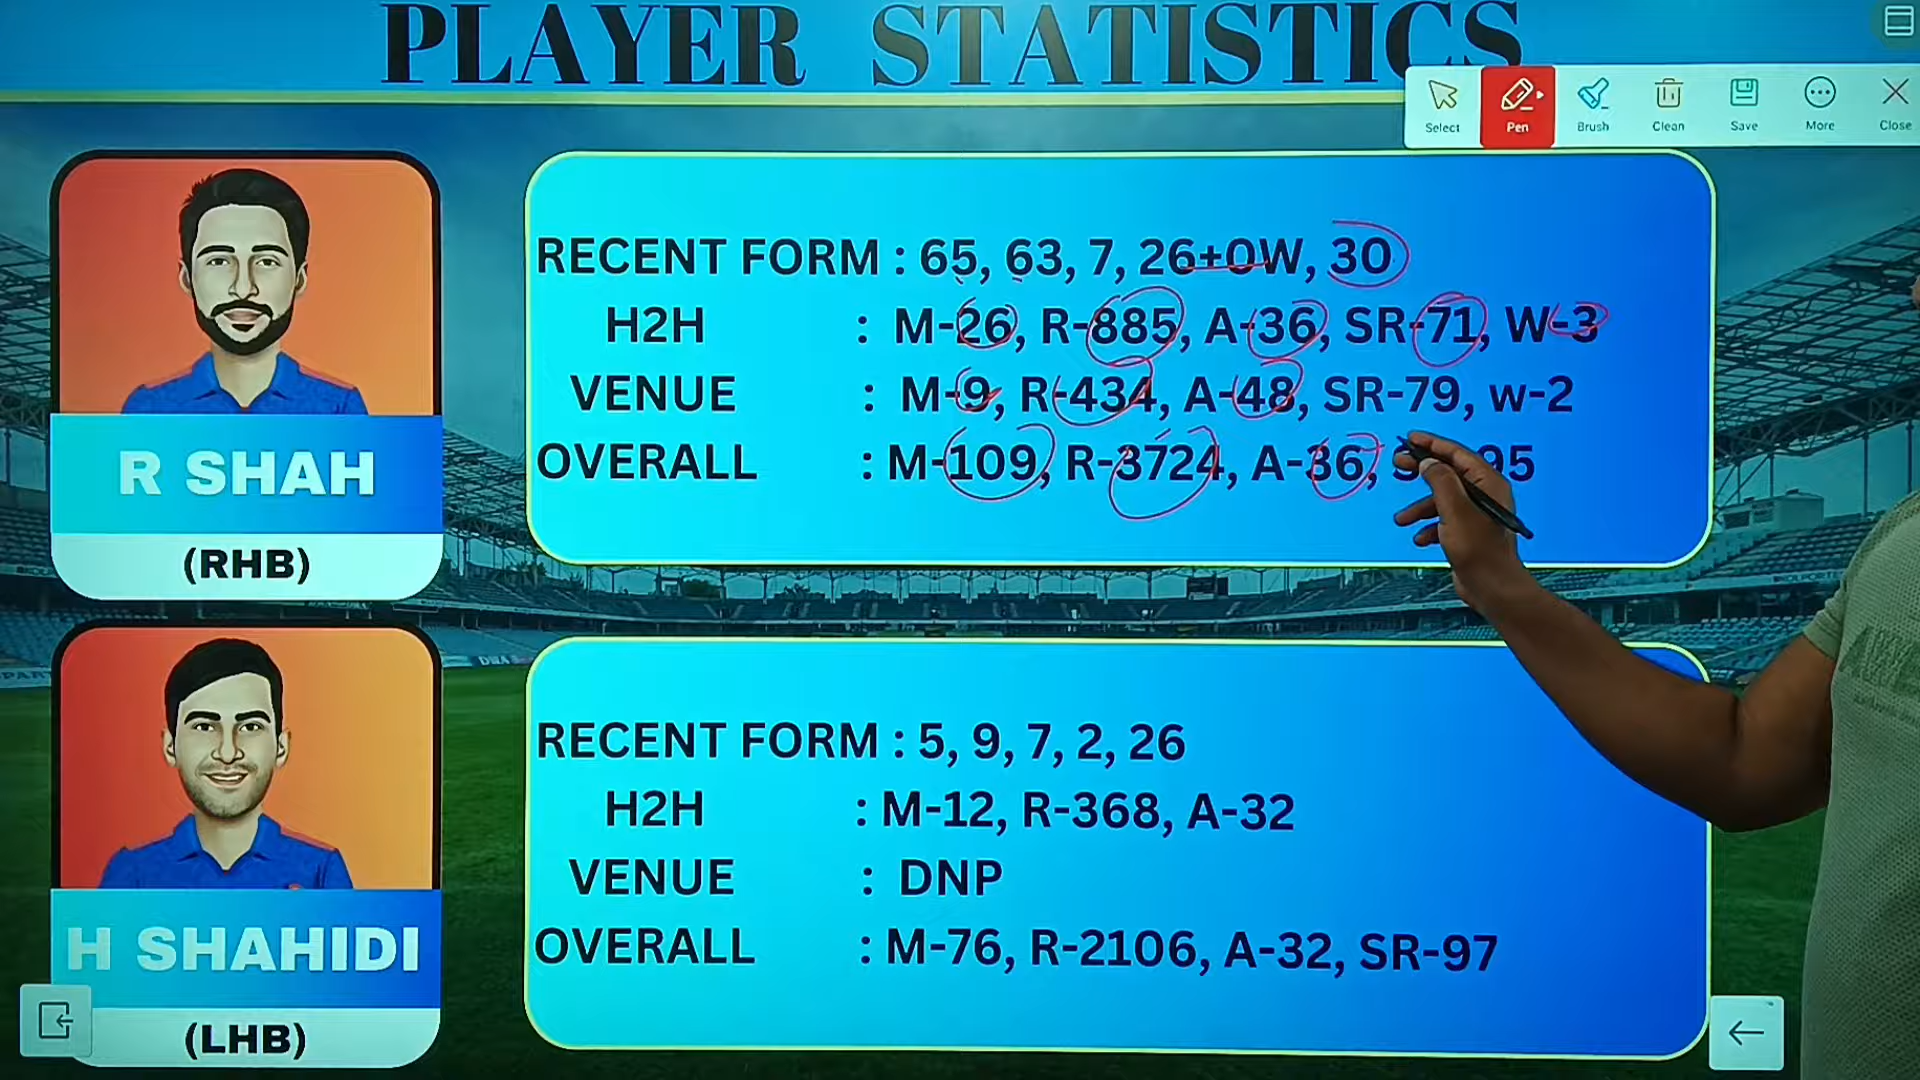 PLAYER STATISTICS
Select
Pen
Brush
Clean
Save
More
Close
R SHAH
(RHB)
RECENT FORM : 65, 63, 7, 26+0W, 30
H2H : M-26, R-885, A-36, SR-71, W-3
VENUE : M-9, R-434, A-48, SR-79, w-2
OVERALL : M-109, R-3724, A-36, 95
H SHAHIDI
(LHB)
RECENT FORM : 5, 9, 7, 2, 26
H2H : M-12, R-368, A-32
VENUE : DNP
OVERALL : M-76, R-2106, A-32, SR-97